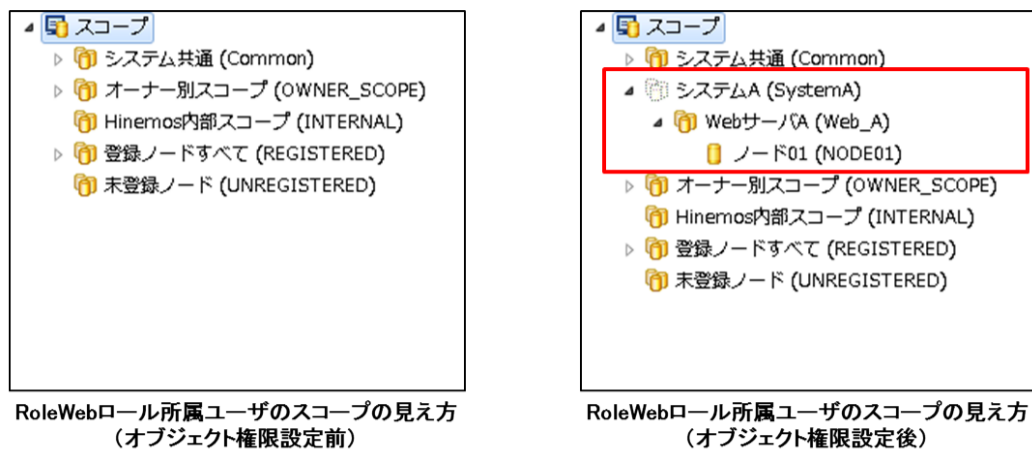 スコープ
システム共通 (Common)
オーナー別スコープ (OWNER_SCOPE)
Hinemos内部スコープ (INTERNAL)
登録ノードすべて (REGISTERED)
未登録ノード (UNREGISTERED)
RoleWebロール所属ユーザのスコープの見え方
（オブジェクト権限設定前）
スコープ
システム共通 (Common)
システムA (SystemA)
WebサーバA (Web_A)
ノード01 (NODE01)
オーナー別スコープ (OWNER_SCOPE)
Hinemos内部スコープ (INTERNAL)
登録ノードすべて (REGISTERED)
未登録ノード (UNREGISTERED)
RoleWebロール所属ユーザのスコープの見え方
（オブジェクト権限設定後）